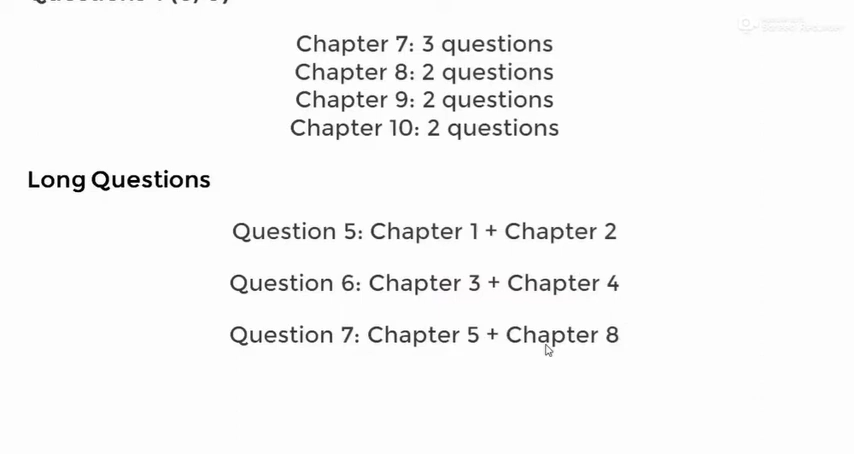 Chapter 7: 3 questions
Chapter 8: 2 questions
Chapter 9: 2 questions
Chapter 10: 2 questions
Long Questions
Question 5: Chapter 1 + Chapter 2
Question 6: Chapter 3 + Chapter 4
Question 7: Chapter 5 + Chapter 8